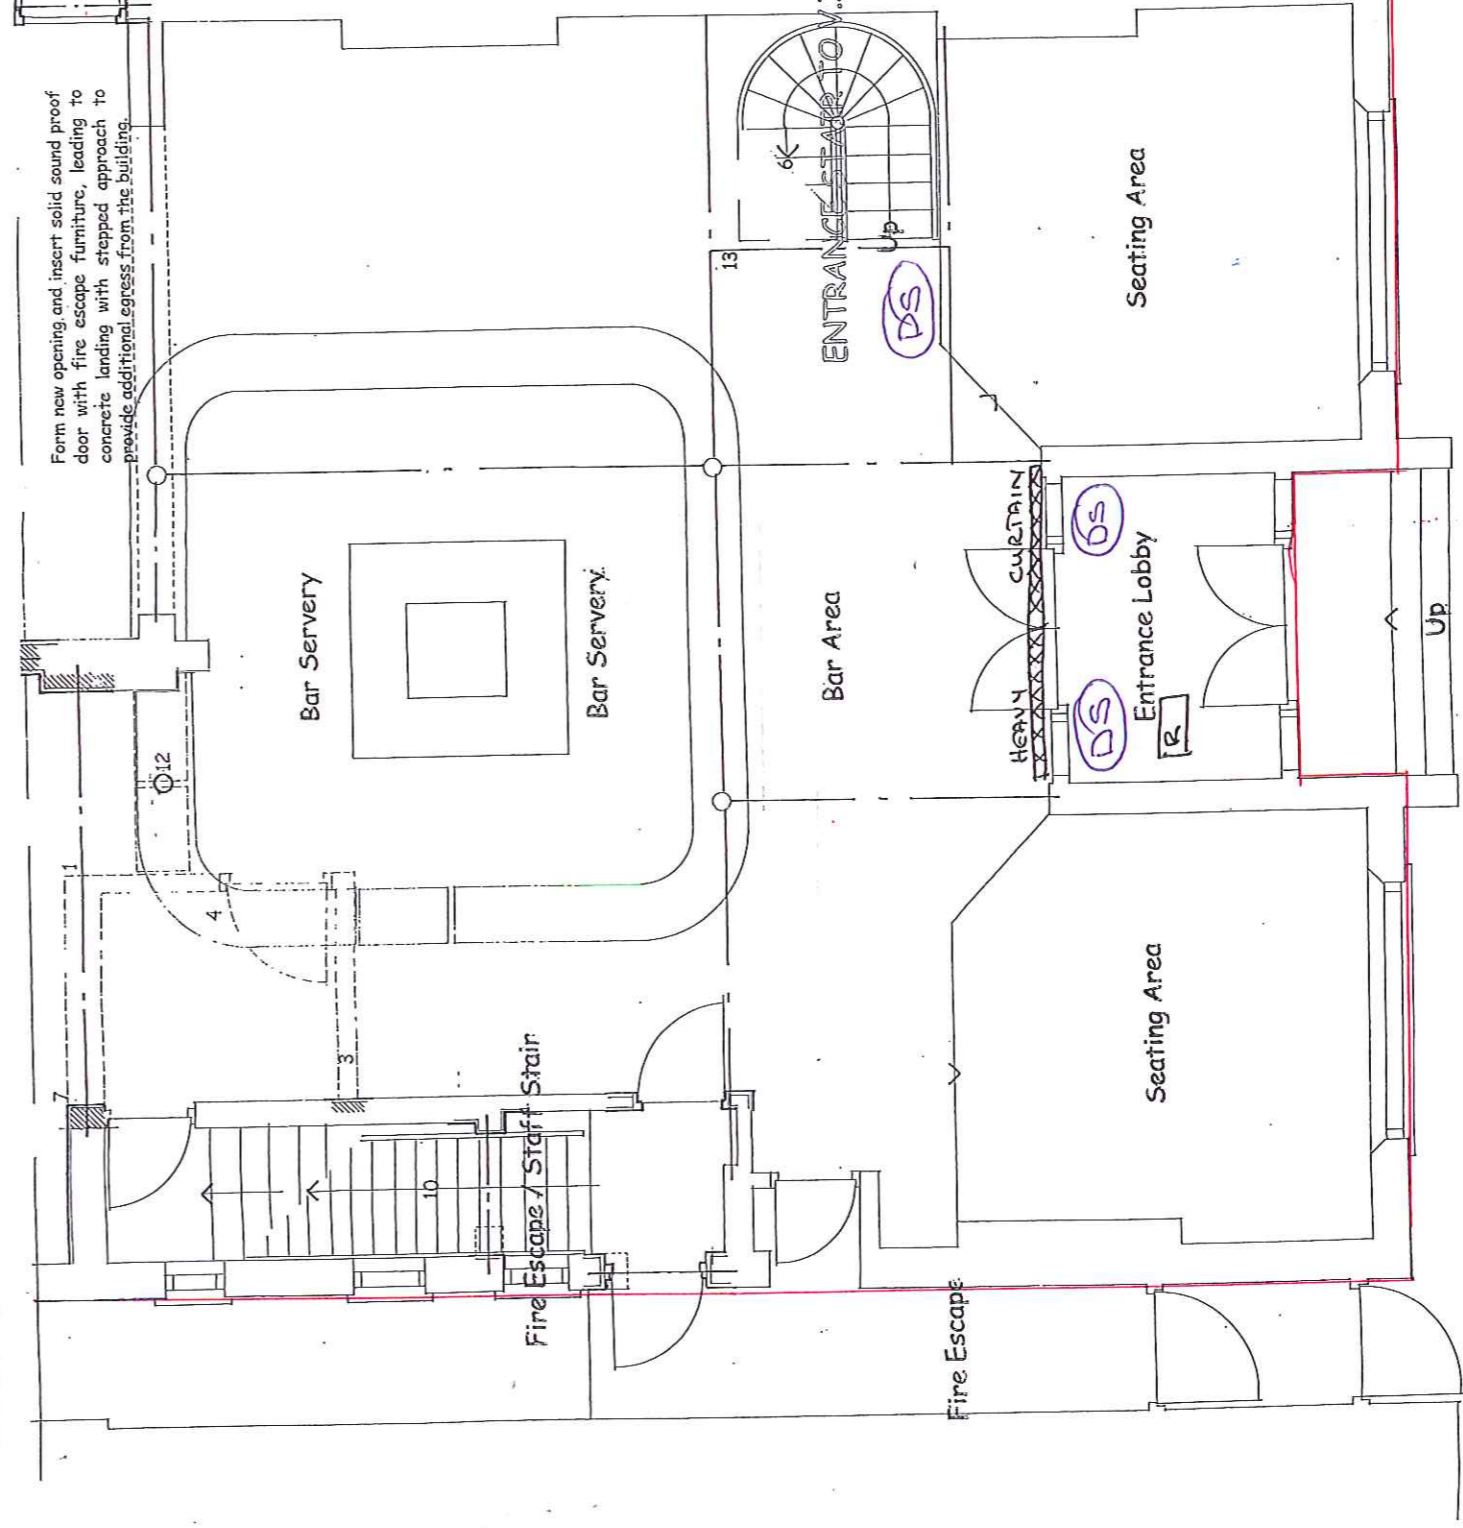 Form new opening and insert solid sound proof
door with fire escape furniture, leading to
concrete landing with stepped approach to
provide additional egress from the building.
Bar Servery
Bar Servery
Bar Area
ENTRANCE STAIR TO V.
13
6
Up
DS
Seating Area
HEAVY CURTAIN
DS
DS
Entrance Lobby
R
Up
12
1
4
3
7
10
Fire Escape / Staff Stair
Seating Area
Fire Escape